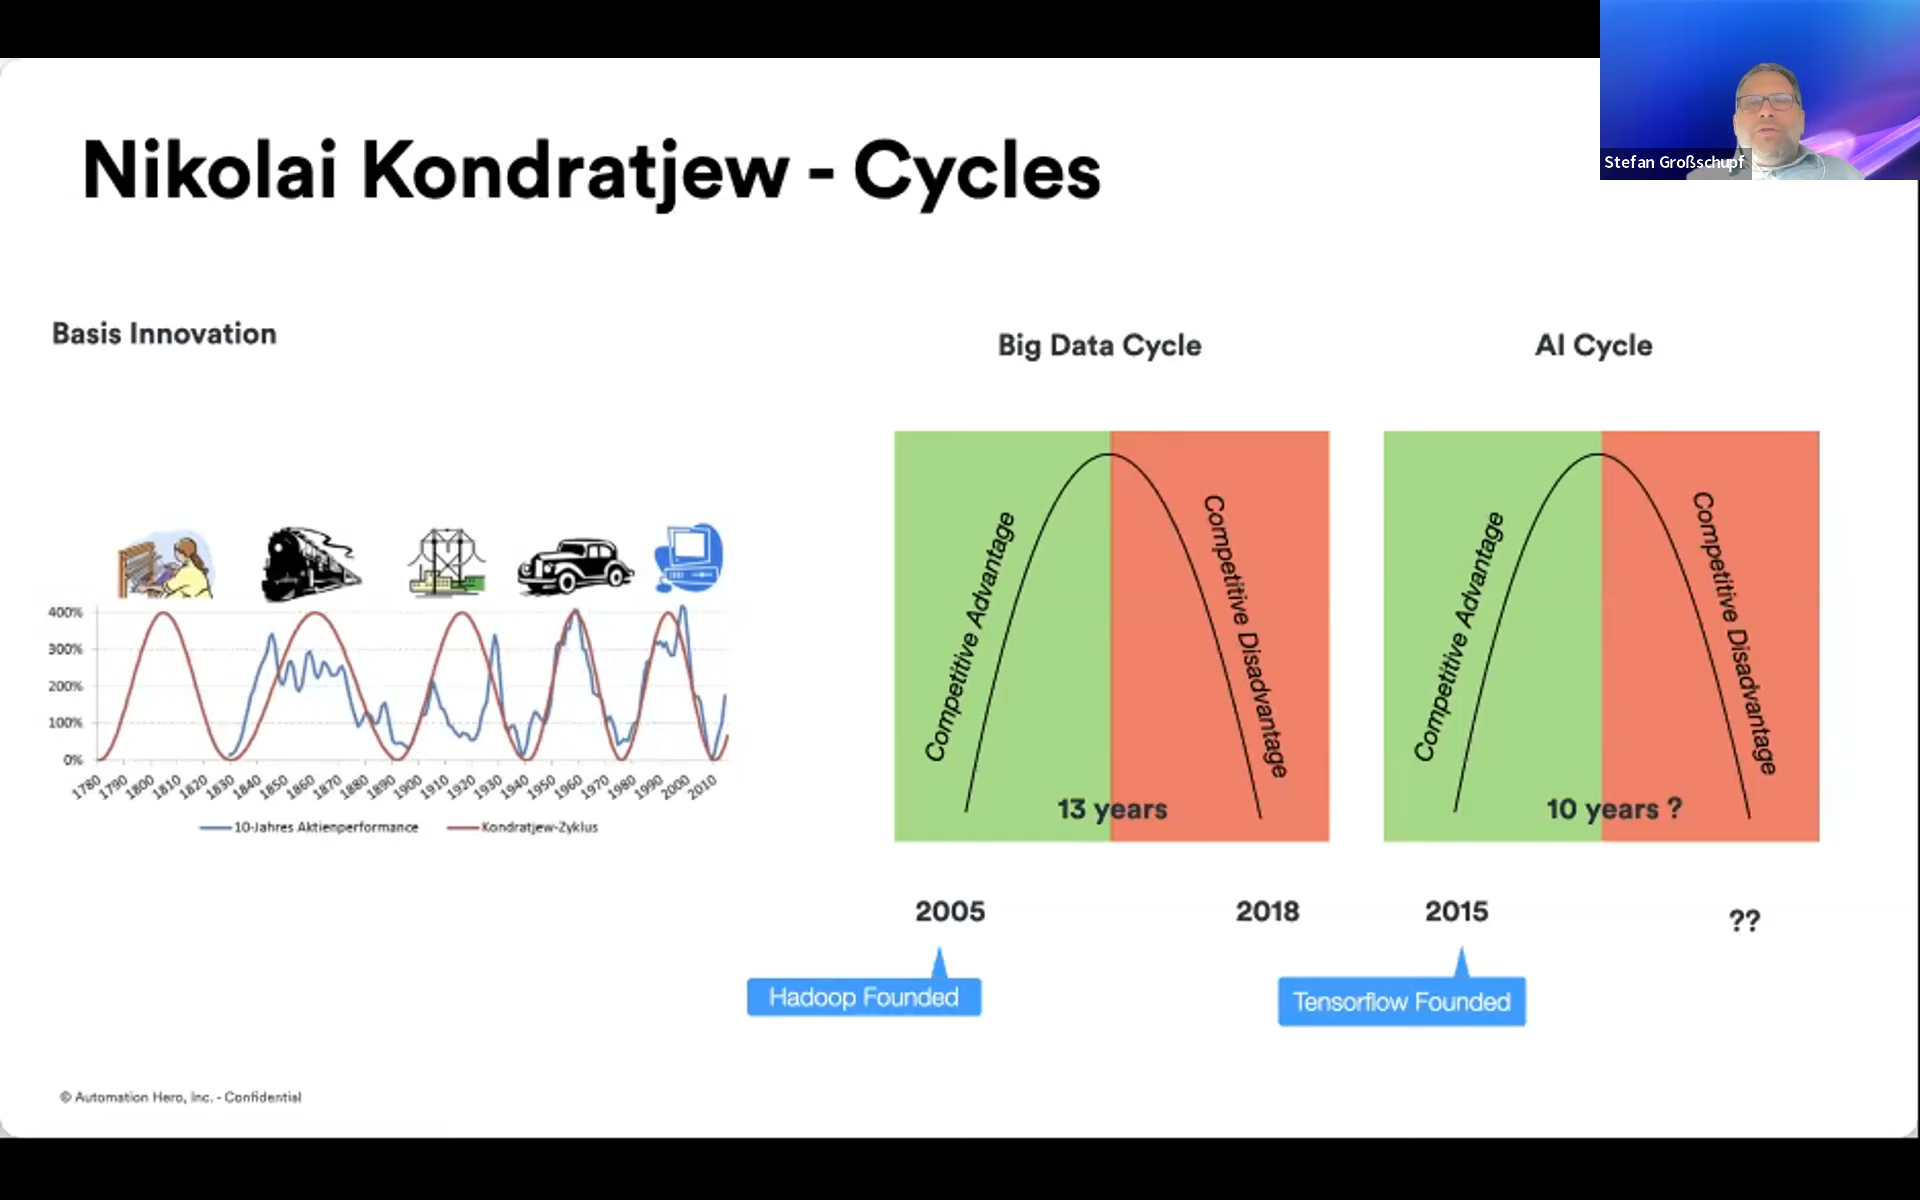 Stefan Großschupf
Nikolai Kondratjew - Cycles
Basis Innovation
400%
300%
200%
100%
0%
1780 1790 1800 1810 1820 1830 1840 1850 1860 1870 1880 1890 1900 1910 1920 1930 1940 1950 1960 1970 1980 1990 2000 2010
10-Jahres Aktienperformance Kondratjew-Zyklus
Big Data Cycle
Competitive Advantage
Competitive Disadvantage
13 years
2005 2018
Hadoop Founded
AI Cycle
Competitive Advantage
Competitive Disadvantage
10 years ?
2015 ??
Tensorflow Founded
© Automation Hero, Inc. - Confidential